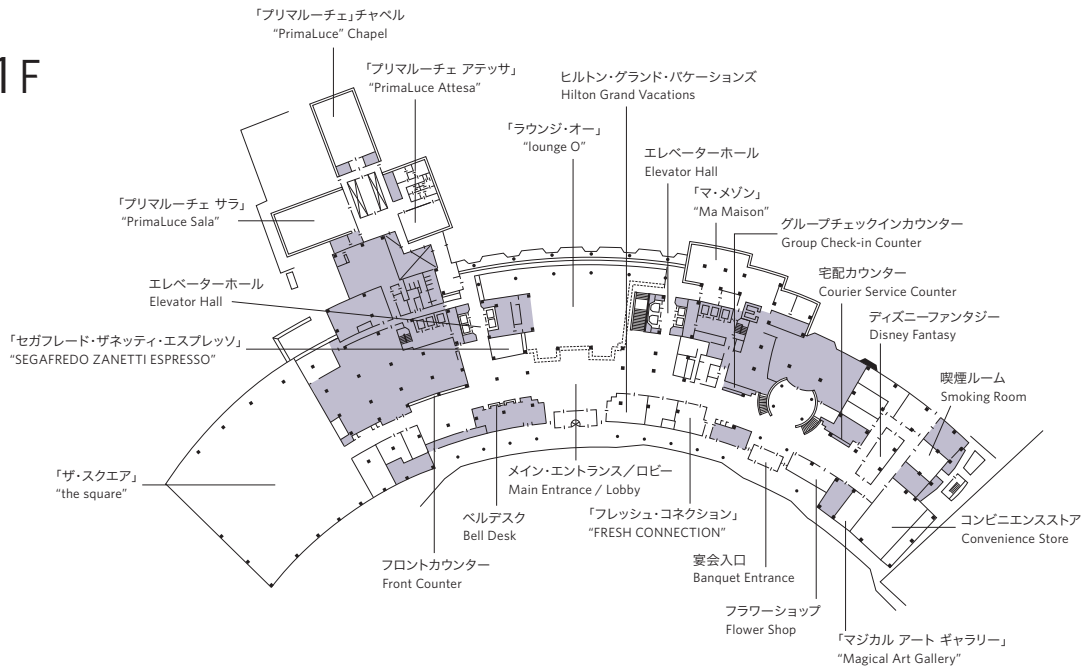 1F
「プリマルーチェ」チャペル
“PrimaLuce” Chapel
「プリマルーチェ アテッサ」
“PrimaLuce Attesa”
ヒルトン・グランド・バケーションズ
Hilton Grand Vacations
「ラウンジ・オー」
“lounge O”
エレベーターホール
Elevator Hall
「マ・メゾン」
“Ma Maison”
「プリマルーチェ サラ」
“PrimaLuce Sala”
グループチェックインカウンター
Group Check-in Counter
宅配カウンター
Courier Service Counter
エレベーターホール
Elevator Hall
ディズニーファンタジー
Disney Fantasy
「セガフレード・ザネッティ・エスプレッソ」
“SEGAFREDO ZANETTI ESPRESSO”
喫煙ルーム
Smoking Room
「ザ・スクエア」
“the square”
メイン・エントランス／ロビー
Main Entrance / Lobby
ベルデスク
Bell Desk
「フレッシュ・コネクション」
“FRESH CONNECTION”
コンビニエンスストア
Convenience Store
フロントカウンター
Front Counter
宴会入口
Banquet Entrance
フラワーショップ
Flower Shop
「マジカル アート ギャラリー」
“Magical Art Gallery”